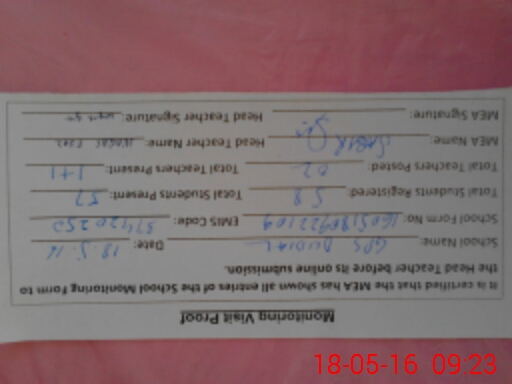 Monitoring Visit Proof
It is certified that the MEA has shown all entries of the School Monitoring Form to
the Head Teacher before its online submission.
School Name: GPS Date: 18.5.16
School Form No: EMIS Code: 37420250
Total Students Registered: 58 Total Students Present: 57
Total Teachers Posted: 02 Total Teachers Present: 1+1
MEA Name: SABIR Head Teacher Name:
MEA Signature: Head Teacher Signature:
18-05-16 09:23